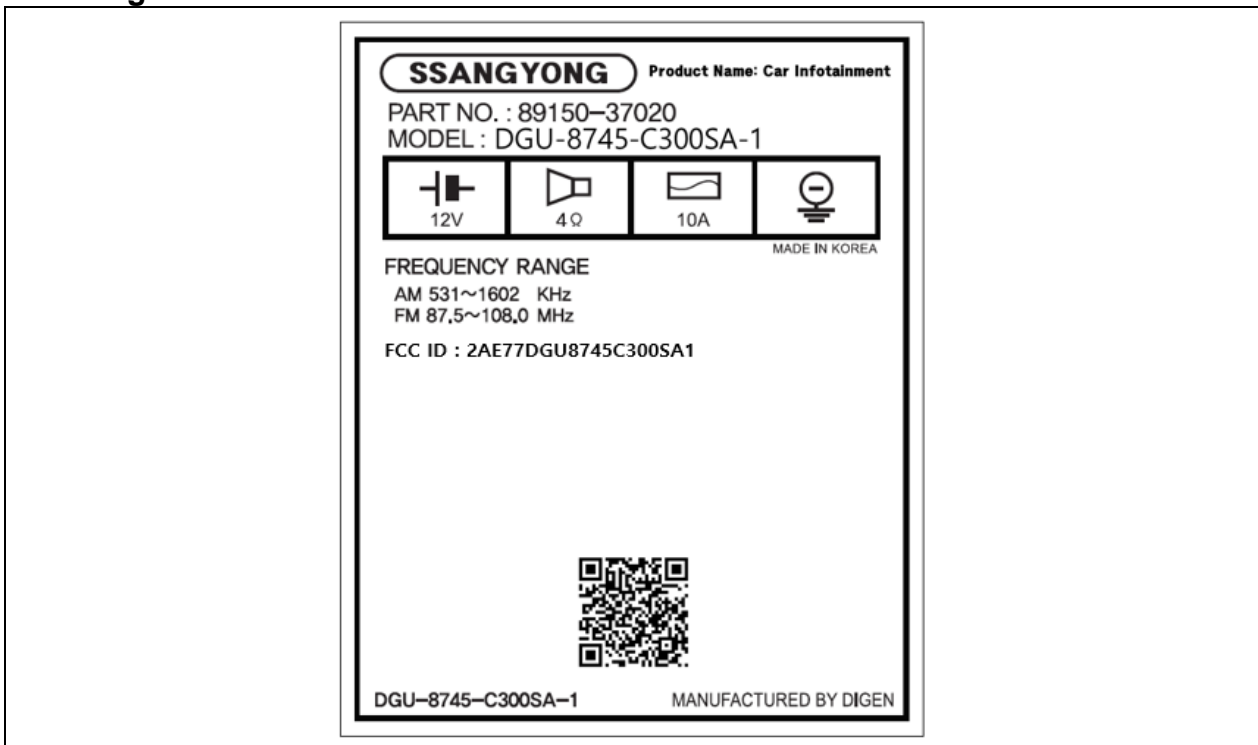 SSANGYONG Product Name: Car Infotainment
PART NO. : 89150-37020
MODEL : DGU-8745-C300SA-1
12V 4Ω 10A
MADE IN KOREA
FREQUENCY RANGE
AM 531~1602 KHz
FM 87.5~108.0 MHz
FCC ID : 2AE77DGU8745C300SA1
DGU-8745-C300SA-1 MANUFACTURED BY DIGEN